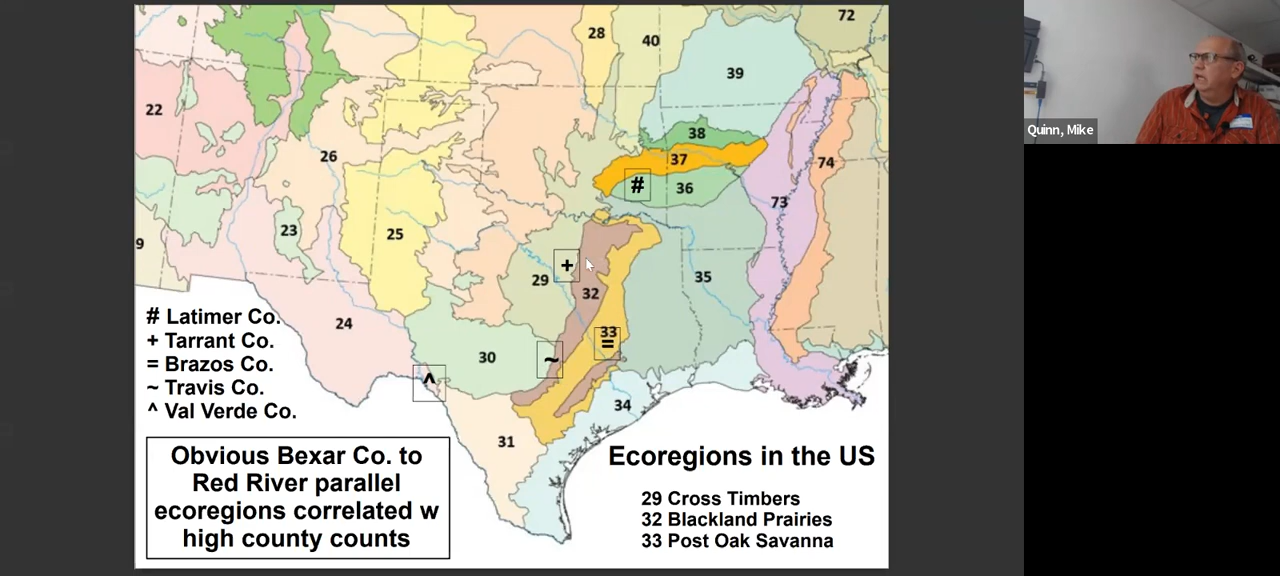 28
40
72
39
22
38
26
37
74
#
36
73
23
9
25
+
29
35
32
# Latimer Co.
24
33
+ Tarrant Co.
=
= Brazos Co.
30
~
~ Travis Co.
^
^ Val Verde Co.
34
31
Obvious Bexar Co. to
Red River parallel
ecoregions correlated w
high county counts
Ecoregions in the US
29 Cross Timbers
32 Blackland Prairies
33 Post Oak Savanna
Quinn, Mike